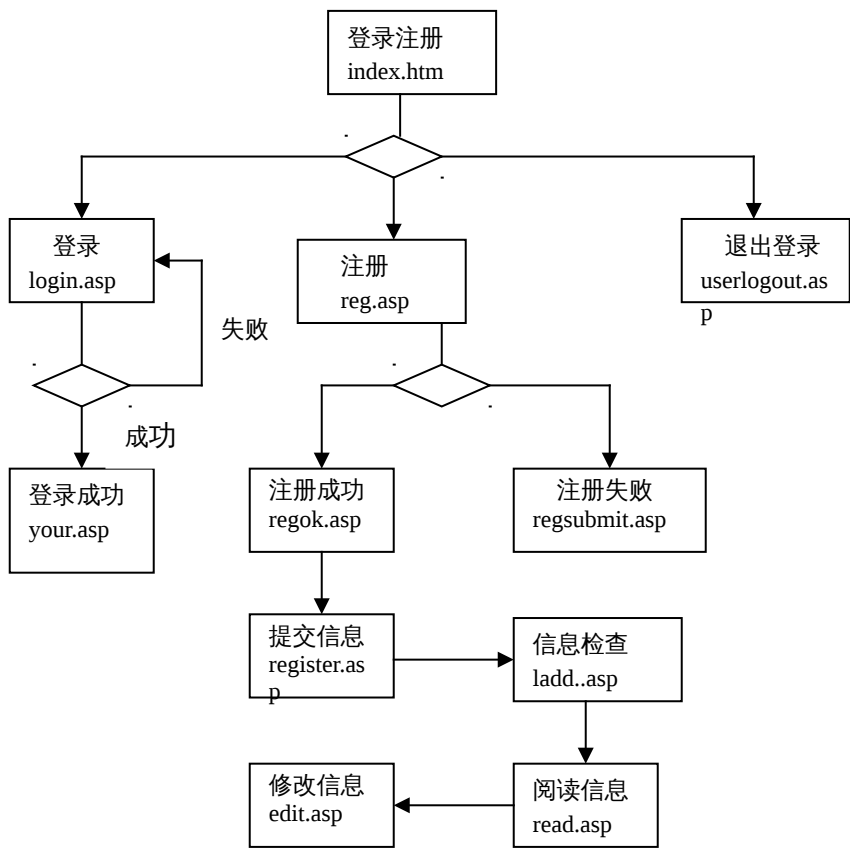 登录注册
index.htm
登录
login.asp
注册
reg.asp
退出登录
userlogout.as
p
失败
成功
登录成功
your.asp
注册成功
regok.asp
注册失败
regsubmit.asp
提交信息
register.as
p
信息检查
ladd..asp
修改信息
edit.asp
阅读信息
read.asp